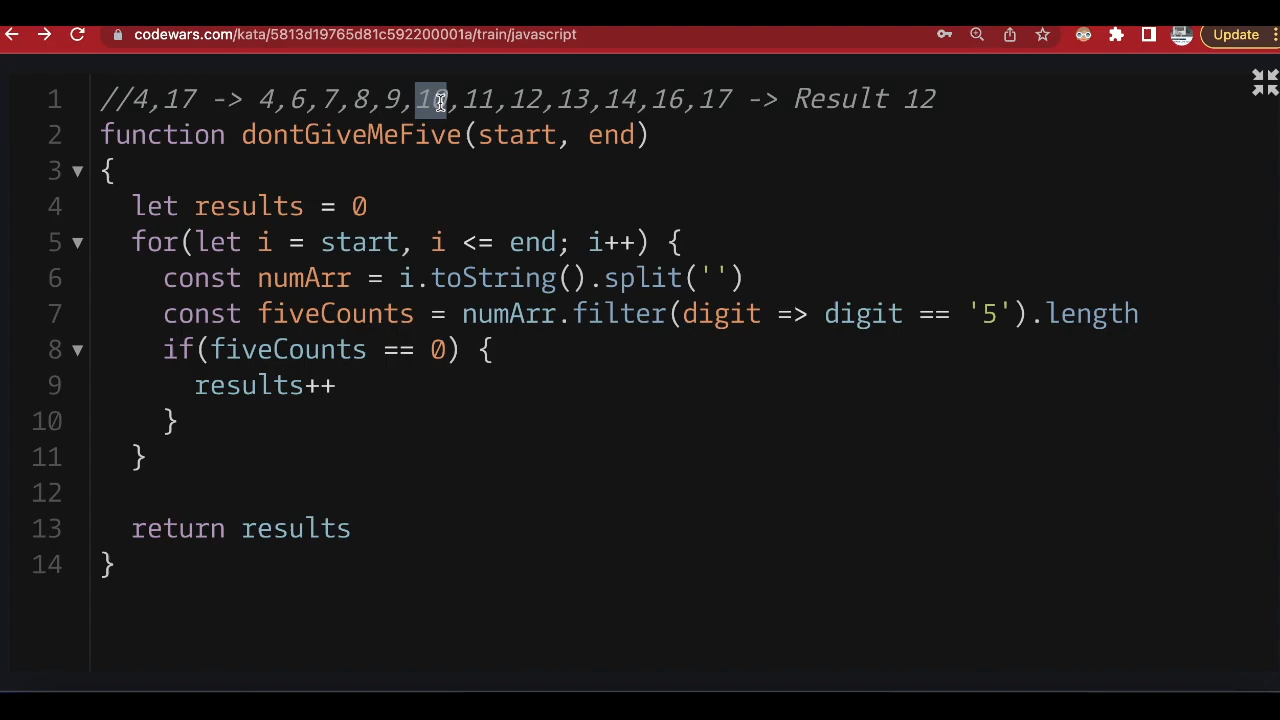 codewars.com/kata/5813d19765d81c592200001a/train/javascript
Update
1 //4,17 -> 4,6,7,8,9,10,11,12,13,14,16,17 -> Result 12
2 function dontGiveMeFive(start, end)
3 {
4 let results = 0
5 for(let i = start, i <= end; i++) {
6 const numArr = i.toString().split('')
7 const fiveCounts = numArr.filter(digit => digit == '5').length
8 if(fiveCounts == 0) {
9 results++
10 }
11 }
12
13 return results
14 }